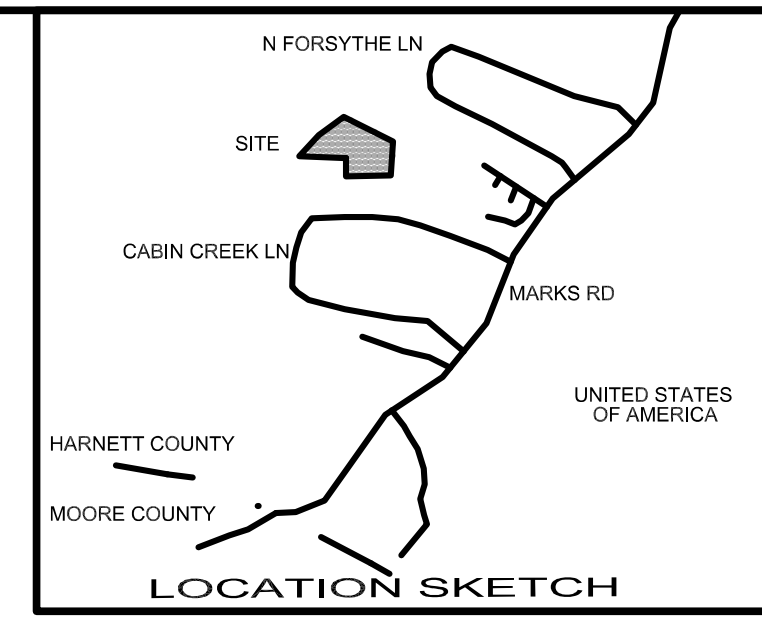 N FORSYTHE LN
SITE
CABIN CREEK LN
MARKS RD
UNITED STATES
OF AMERICA
HARNETT COUNTY
MOORE COUNTY
LOCATION SKETCH